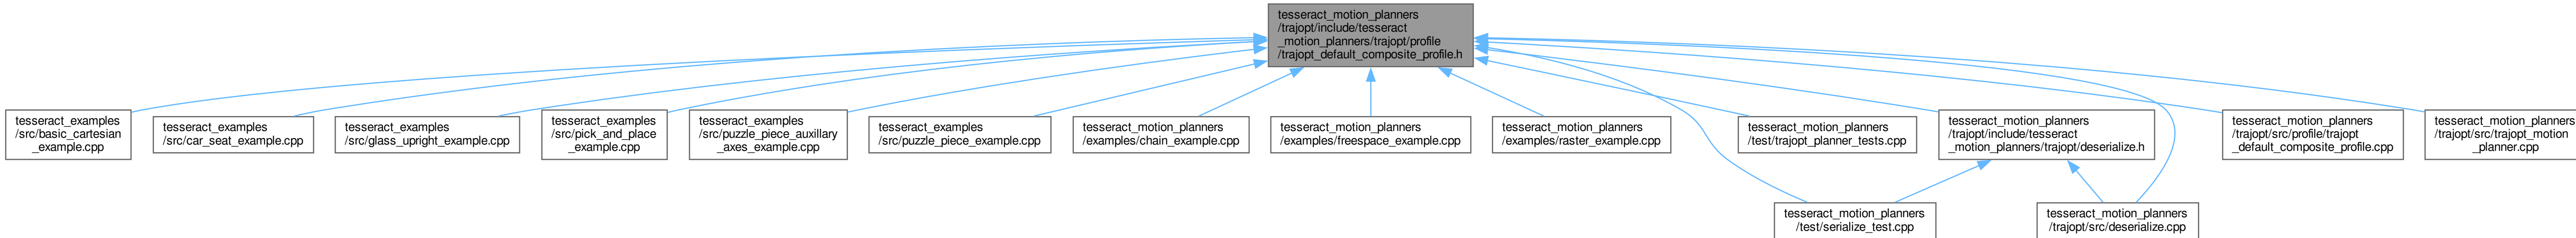 tesseract_motion_planners
/trajopt/include/tesseract
_motion_planners/trajopt/profile
/trajopt_default_composite_profile.h
tesseract_examples
/src/basic_cartesian
_example.cpp
tesseract_examples
/src/car_seat_example.cpp
tesseract_examples
/src/glass_upright_example.cpp
tesseract_examples
/src/pick_and_place
_example.cpp
tesseract_examples
/src/puzzle_piece_auxillary
_axes_example.cpp
tesseract_examples
/src/puzzle_piece_example.cpp
tesseract_motion_planners
/examples/chain_example.cpp
tesseract_motion_planners
/examples/freespace_example.cpp
tesseract_motion_planners
/examples/raster_example.cpp
tesseract_motion_planners
/test/trajopt_planner_tests.cpp
tesseract_motion_planners
/trajopt/include/tesseract
_motion_planners/trajopt/deserialize.h
tesseract_motion_planners
/trajopt/src/profile/trajopt
_default_composite_profile.cpp
tesseract_motion_planners
/trajopt/src/trajopt_motion
_planner.cpp
tesseract_motion_planners
/test/serialize_test.cpp
tesseract_motion_planners
/trajopt/src/deserialize.cpp